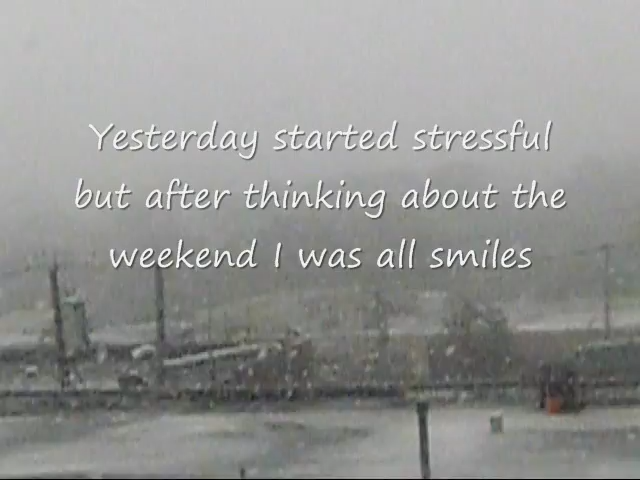 Yesterday started stressful
but after thinking about the
weekend I was all smiles